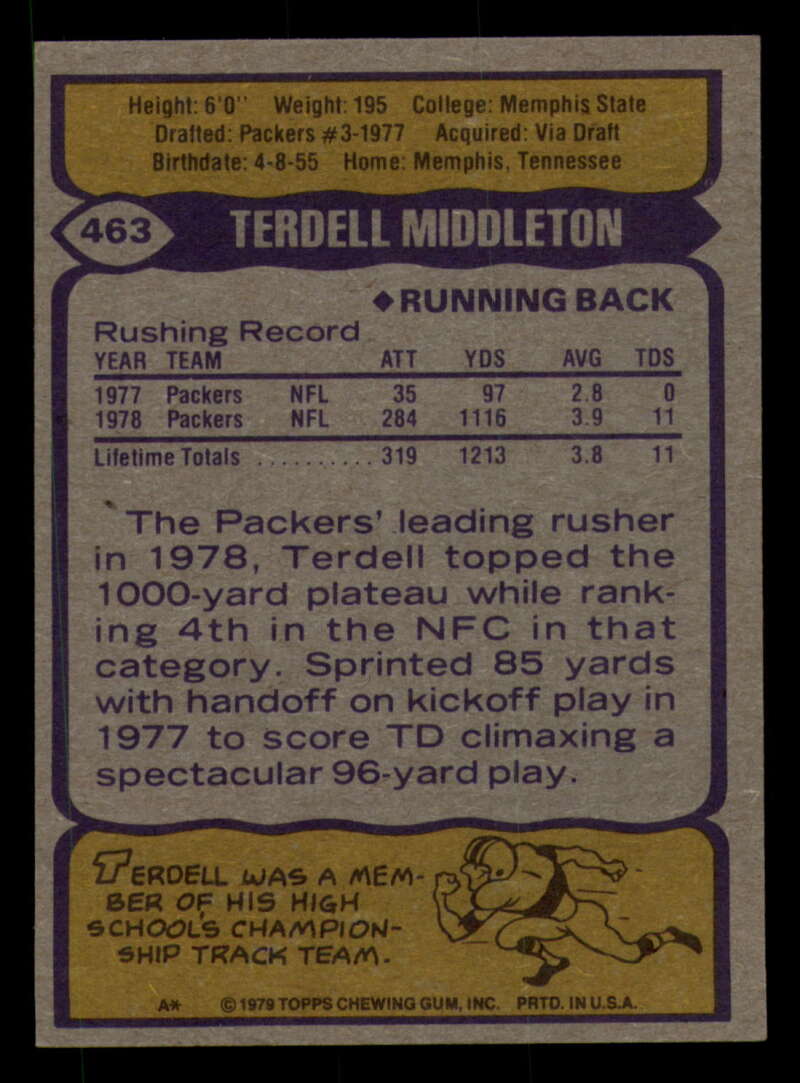 Height: 6'0" Weight: 195 College: Memphis State
Drafted: Packers #3-1977 Acquired: Via Draft
Birthdate: 4-8-55 Home: Memphis, Tennessee
463 TERDELL MIDDLETON
◆RUNNING BACK
Rushing Record
YEAR TEAM ATT YDS AVG TDS
1977 Packers NFL 35 97 2.8 0
1978 Packers NFL 284 1116 3.9 11
Lifetime Totals .......... 319 1213 3.8 11
The Packers' leading rusher
in 1978, Terdell topped the
1000-yard plateau while rank-
ing 4th in the NFC in that
category. Sprinted 85 yards
with handoff on kickoff play in
1977 to score TD climaxing a
spectacular 96-yard play.
TERDELL WAS A MEM-
BER OF HIS HIGH
SCHOOL'S CHAMPION-
SHIP TRACK TEAM.
A* ©1979 TOPPS CHEWING GUM, INC. PRTD. IN U.S.A.